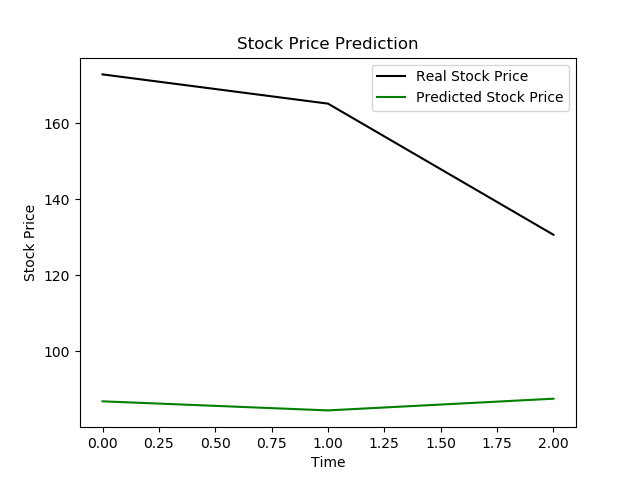 Stock Price Prediction
Real Stock Price
Predicted Stock Price
160
140
120
100
Stock Price
0.00 0.25 0.50 0.75 1.00 1.25 1.50 1.75 2.00
Time